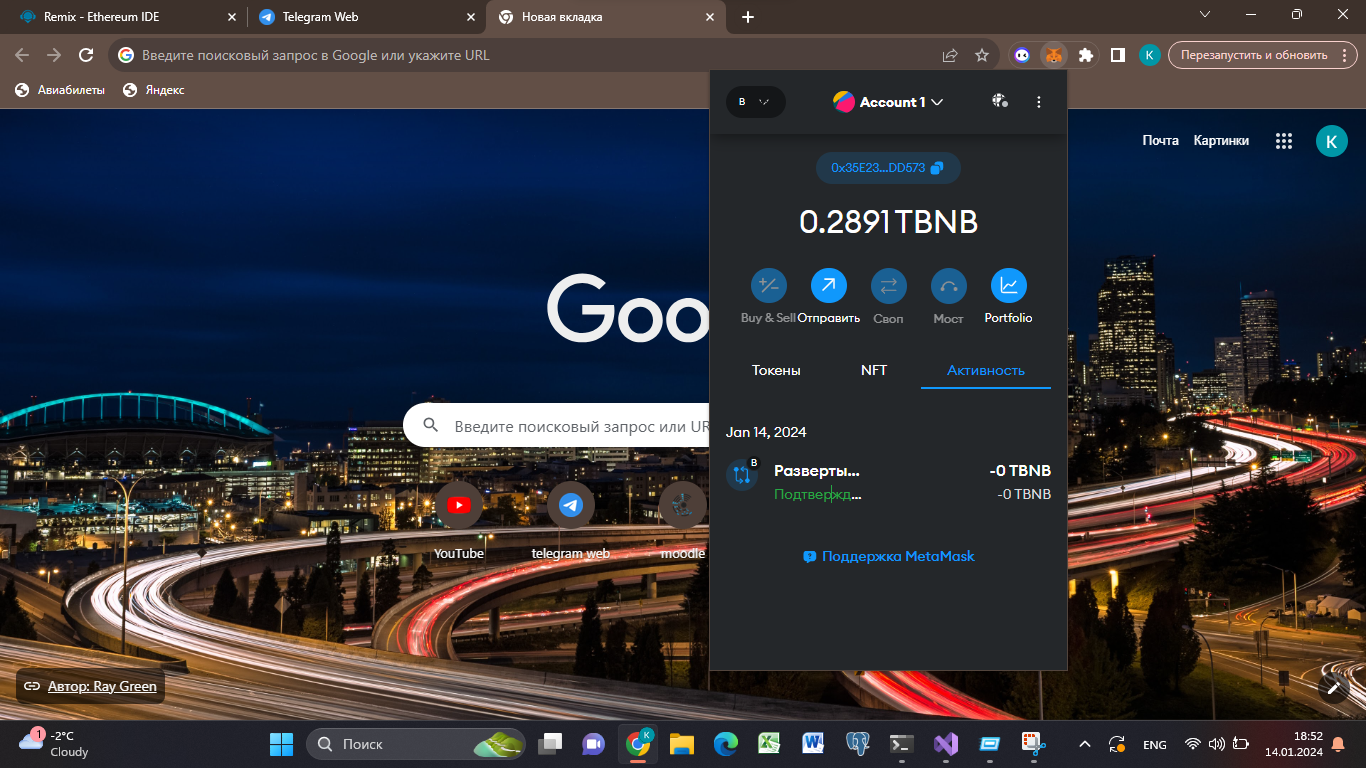 Remix - Ethereum IDE
Telegram Web
Новая вкладка
Введите поисковый запрос в Google или укажите URL
K
Перезапустить и обновить
Авиабилеты
Яндекс
B
Account 1
Почта
Картинки
K
0x35E23...DD573
0.2891 TBNB
Goo
Buy & Sell
Отправить
Своп
Мост
Portfolio
Токены
NFT
Активность
Введите поисковый запрос или UR
Jan 14, 2024
B
Разверты...
-0 TBNB
Подтвержд...
-0 TBNB
YouTube
telegram web
moodle
Поддержка MetaMask
Автор: Ray Green
1
-2°C
Cloudy
Поиск
K
ENG
18:52
14.01.2024